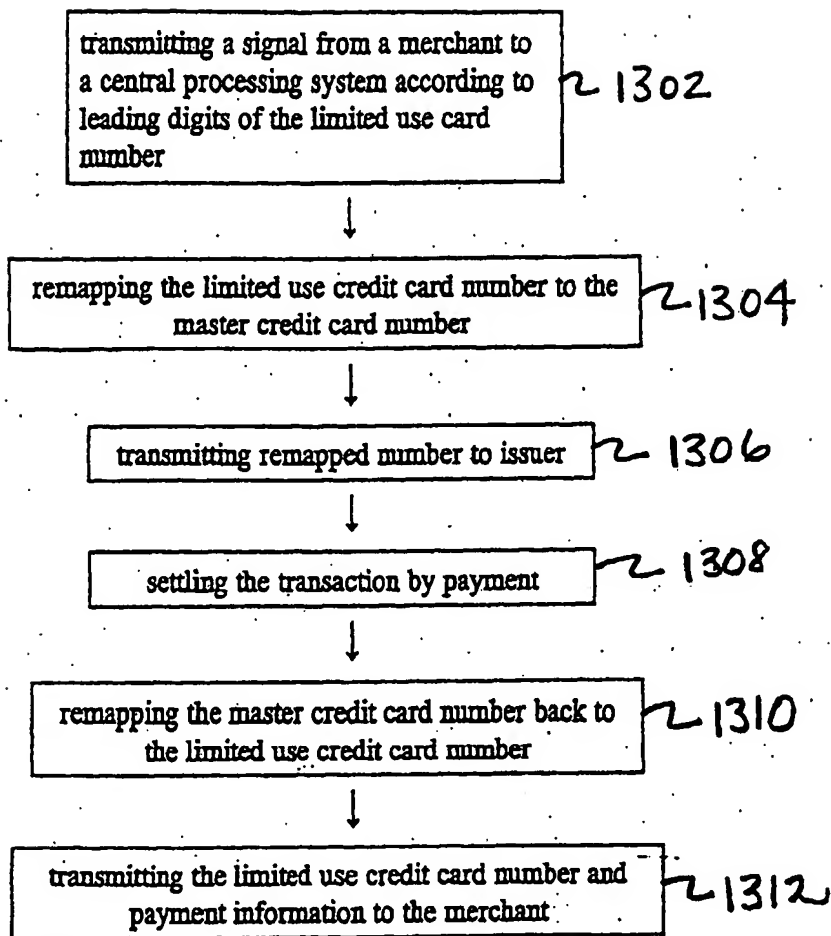 transmitting a signal from a merchant to
a central processing system according to
leading digits of the limited use card
number
1302
remapping the limited use credit card number to the
master credit card number
1304
transmitting remapped number to issuer
1306
settling the transaction by payment
1308
remapping the master credit card number back to
the limited use credit card number
1310
transmitting the limited use credit card number and
payment information to the merchant
1312